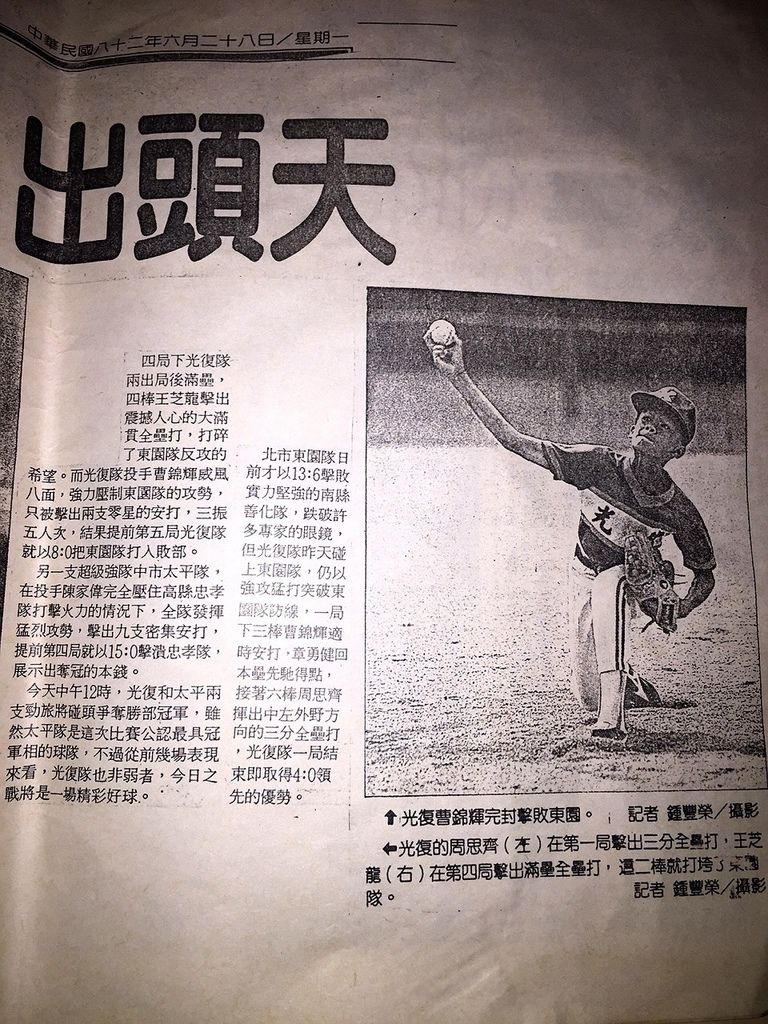 中華民國八十二年六月二十八日／星期一
出頭天
北市東園隊日
前才以13:6擊敗
實力堅強的南縣
善化隊，跌破許
多專家的眼鏡，
但光復隊昨天碰
上東園隊，仍以
強攻猛打突破東
園隊防線，一局
下三棒曹錦輝適
時安打，章勇健回
本壘先馳得點，
接著六棒周思齊
揮出中左外野方
向的三分全壘打
，光復隊一局結
束即取得4:0領
先的優勢。
四局下光復隊
兩出局後滿壘，
四棒王芝龍擊出
震撼人心的大滿
貫全壘打，打碎
了東園隊反攻的
希望。而光復隊投手曹錦輝威風
八面，強力壓制東園隊的攻勢，
只被擊出兩支零星的安打，三振
五人次，結果提前第五局光復隊
就以8:0把東園隊打入敗部。
另一支超級強隊中市太平隊，
在投手陳家偉完全壓住高縣忠孝
隊打擊火力的情況下，全隊發揮
猛烈攻勢，擊出九支密集安打，
提前第四局就以15:0擊潰忠孝隊，
展示出奪冠的本錢。
今天中午12時，光復和太平兩
支勁旅將碰頭爭奪勝部冠軍，雖
然太平隊是這次比賽公認最具冠
軍相的球隊，不過從前幾場表現
來看，光復隊也非弱者，今日之
戰將是一場精彩好球。
光
⬆光復曹錦輝完封擊敗東園。 記者 鍾豐榮／攝影
⬅光復的周思齊（左）在第一局擊出三分全壘打，王芝
龍（右）在第四局擊出滿壘全壘打，這二棒就打垮了東園
隊。 記者 鍾豐榮／攝影